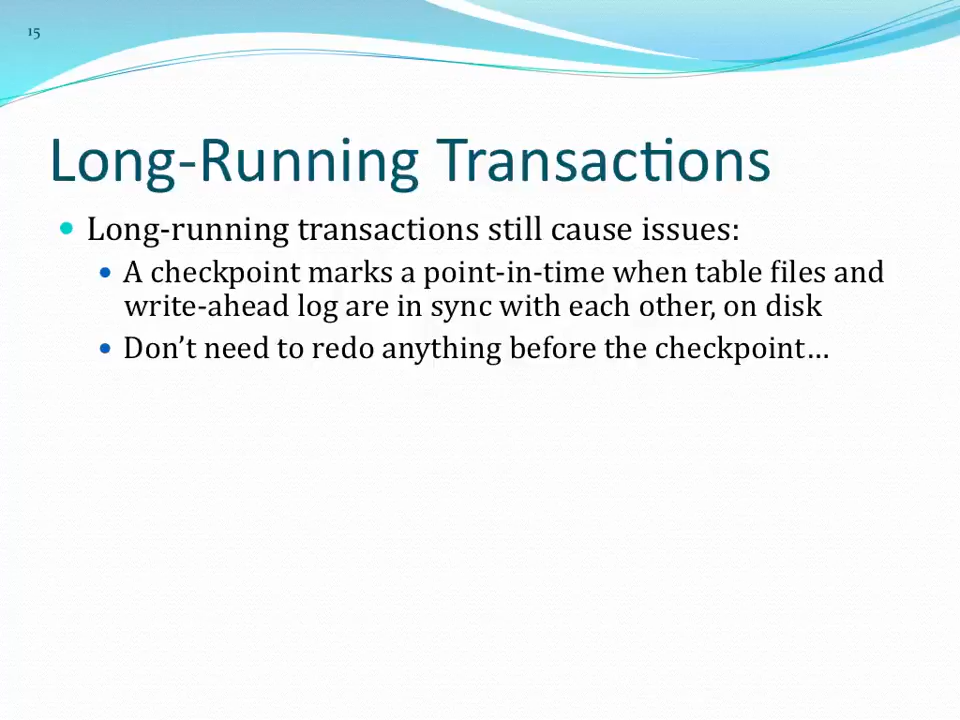 15
Long-Running Transactions
Long-running transactions still cause issues:
A checkpoint marks a point-in-time when table files and
write-ahead log are in sync with each other, on disk
Don’t need to redo anything before the checkpoint…